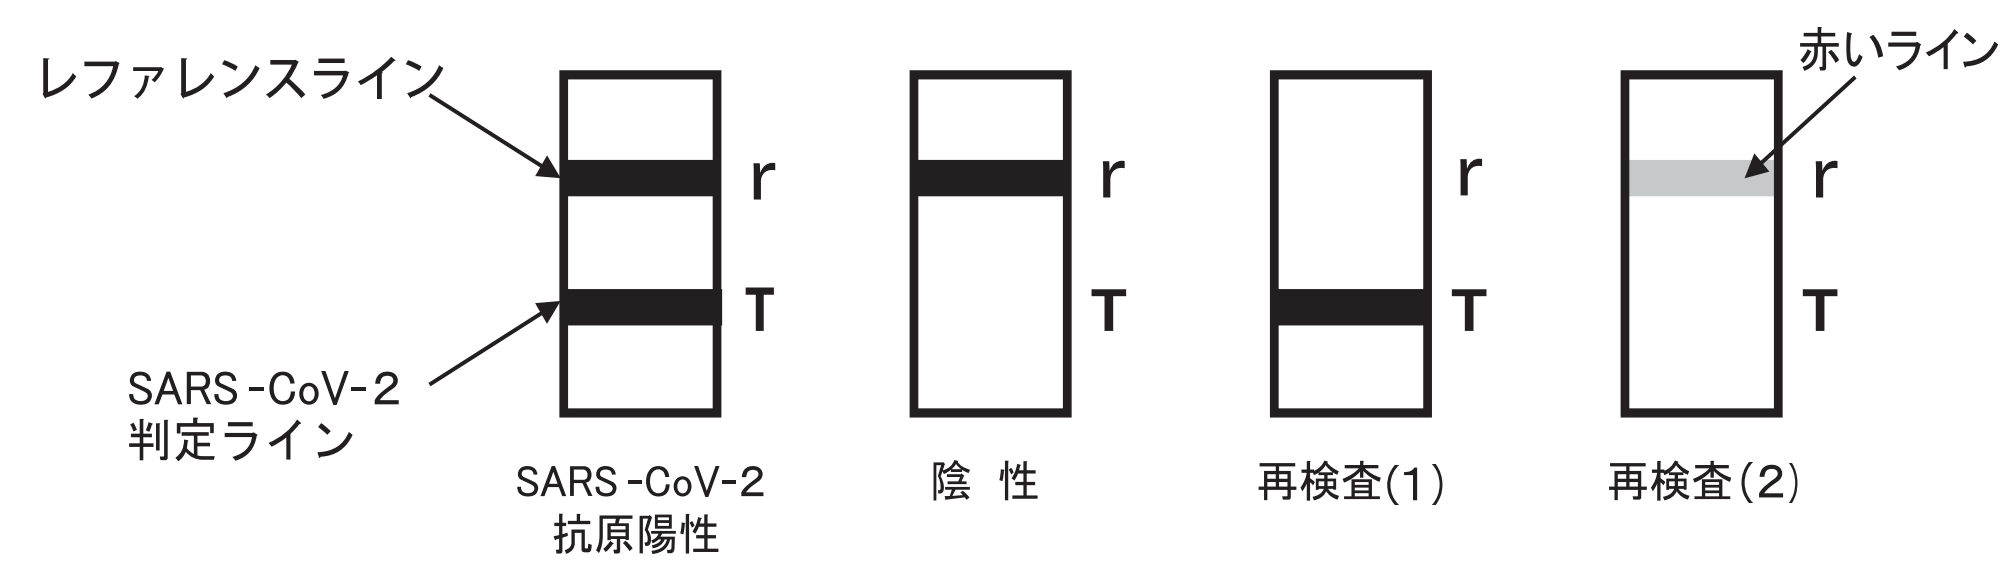 レファレンスライン
赤いライン
r
r
r
r
T
T
T
T
SARS-CoV-2
判定ライン
SARS-CoV-2
抗原陽性
陰 性
再検査(1)
再検査(2)